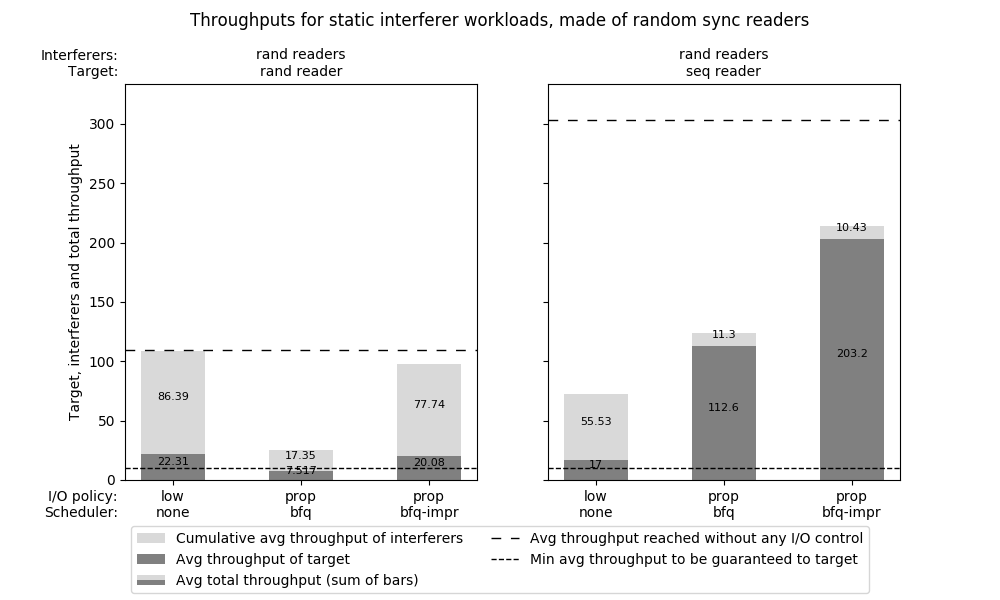 Throughputs for static interferer workloads, made of random sync readers
Interferers: rand readers rand readers
Target: rand reader seq reader
Target, interferers and total throughput
300
250
200
150
100
50
0
86.39
22.31
17.35
7.517
77.74
20.08
55.53
17
11.3
112.6
10.43
203.2
I/O policy: low prop prop low prop prop
Scheduler: none bfq bfq-impr none bfq bfq-impr
Cumulative avg throughput of interferers
Avg throughput of target
Avg total throughput (sum of bars)
Avg throughput reached without any I/O control
Min avg throughput to be guaranteed to target